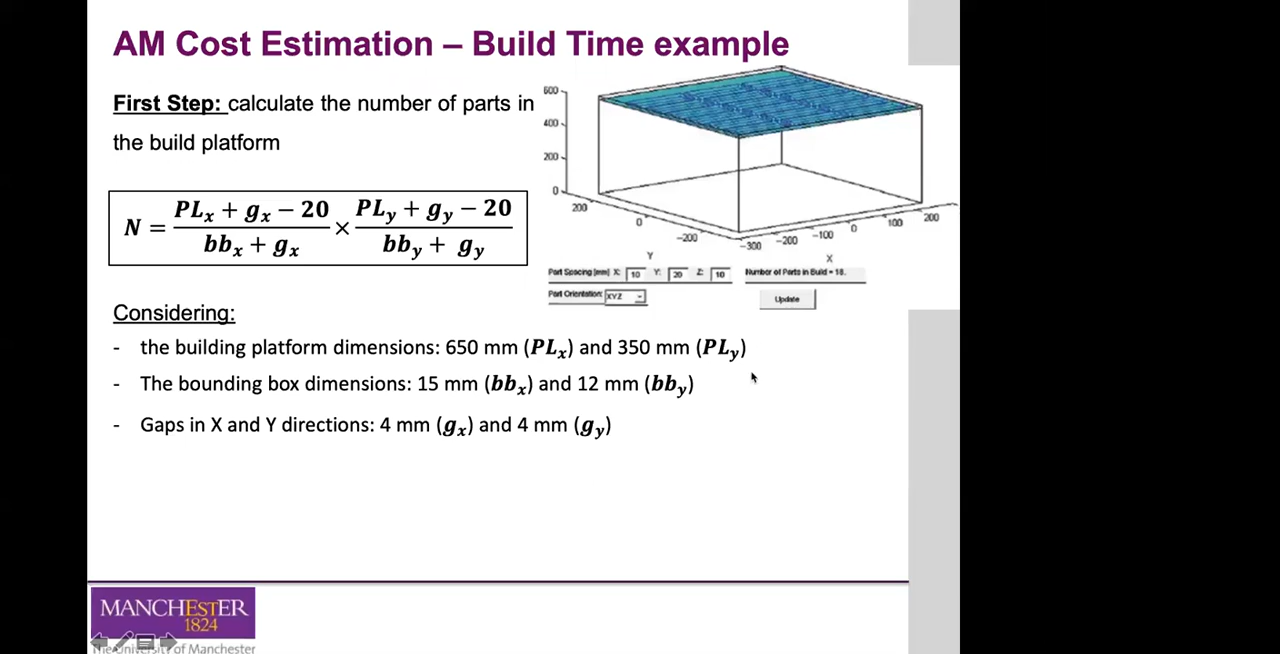 AM Cost Estimation – Build Time example
First Step: calculate the number of parts in
the build platform
N = (PLx + gx − 20)/(bbx + gx) × (PLy + gy − 20)/(bby + gy)
600
400
200
0
200
0
-200
Y
-300
-200
-100
0
100
200
X
Part Spacing (mm) X: 10 Y: 20 Z: 10 Number of Parts in Build = 18.
Part Orientation: XYZ Update
Considering:
- the building platform dimensions: 650 mm (PLx) and 350 mm (PLy)
- The bounding box dimensions: 15 mm (bbx) and 12 mm (bby)
- Gaps in X and Y directions: 4 mm (gx) and 4 mm (gy)
MANCHESTER
1824
The University of Manchester